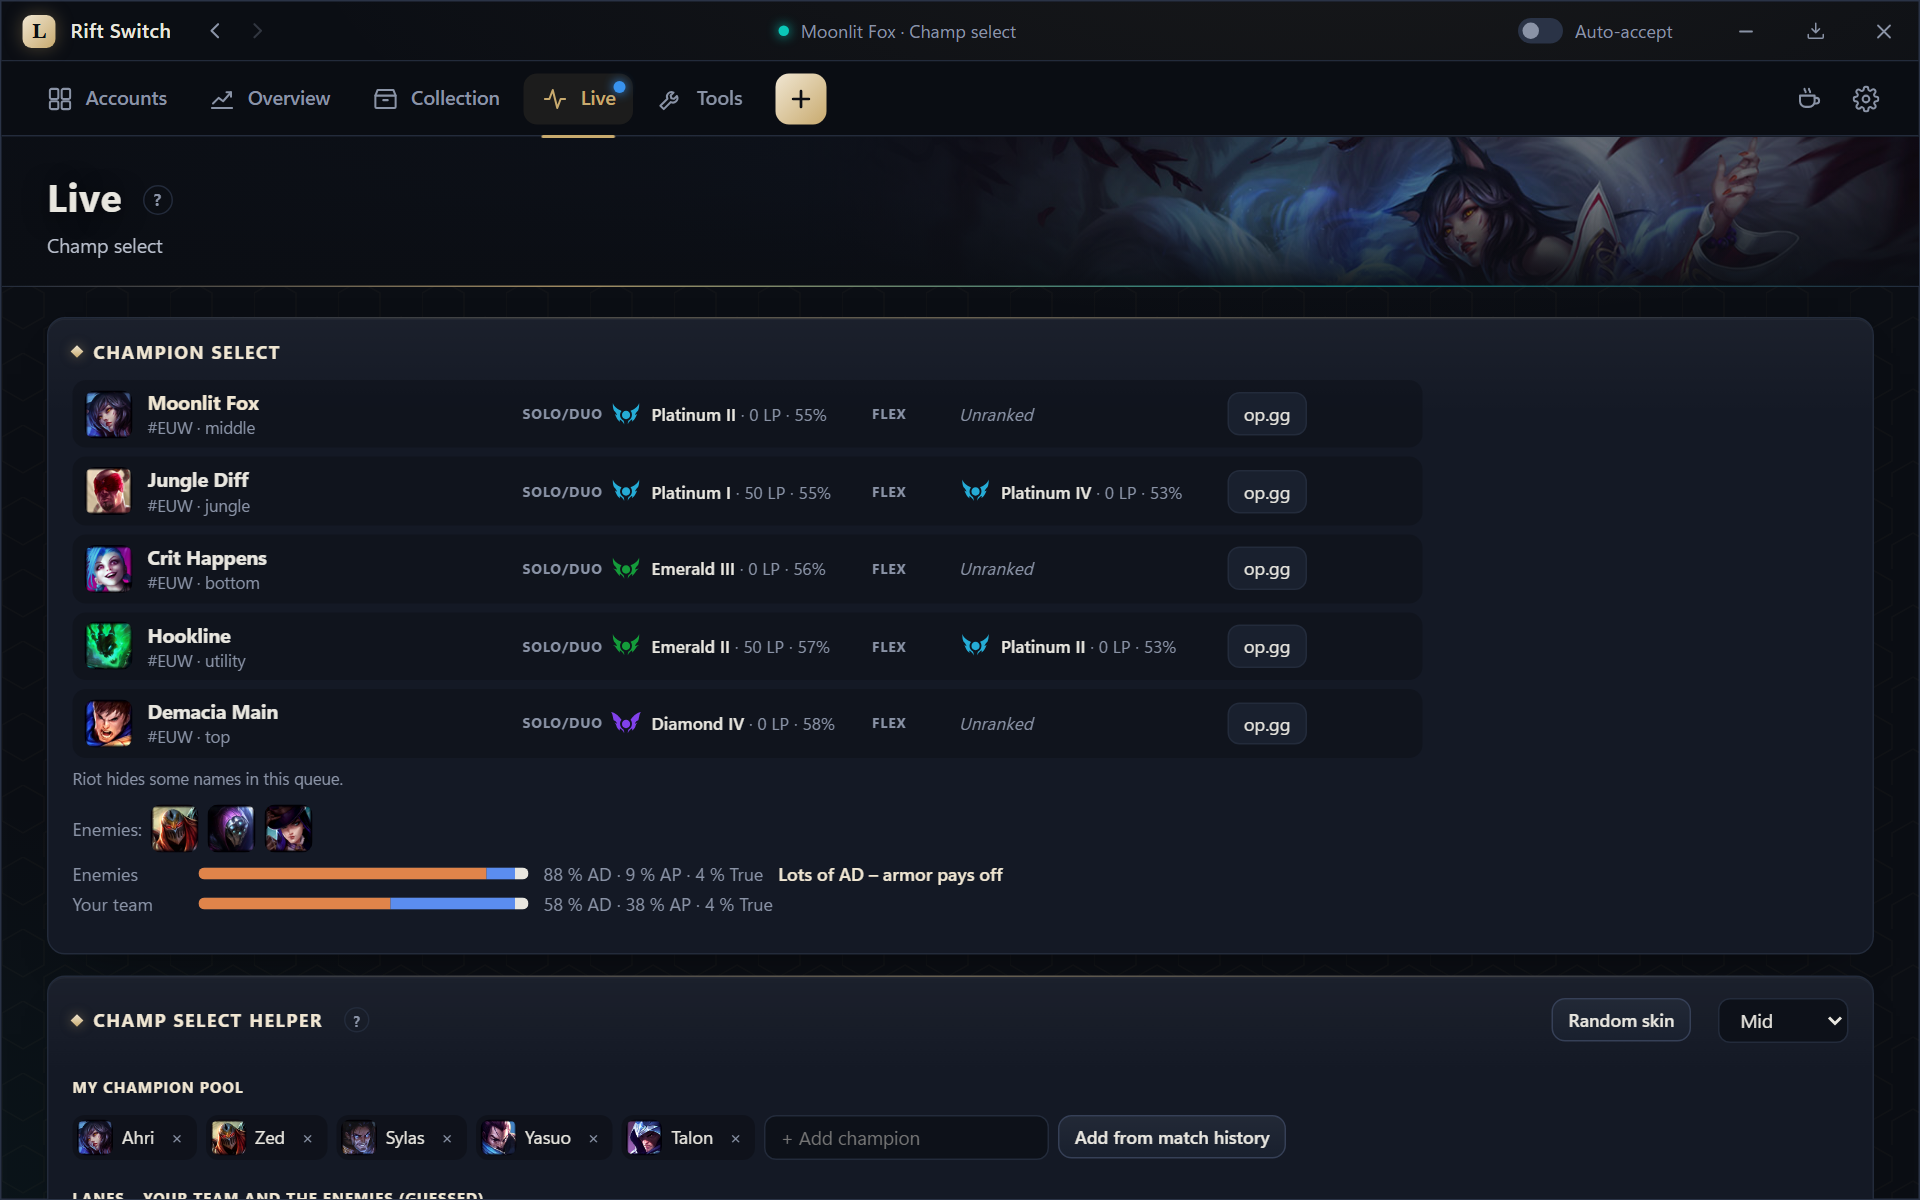 L Rift Switch
Moonlit Fox · Champ select
Auto-accept
Accounts
Overview
Collection
Live
Tools
+
Live ?
Champ select
CHAMPION SELECT
Moonlit Fox
#EUW · middle
SOLO/DUO Platinum II · 0 LP · 55% FLEX Unranked op.gg
Jungle Diff
#EUW · jungle
SOLO/DUO Platinum I · 50 LP · 55% FLEX Platinum IV · 0 LP · 53% op.gg
Crit Happens
#EUW · bottom
SOLO/DUO Emerald III · 0 LP · 56% FLEX Unranked op.gg
Hookline
#EUW · utility
SOLO/DUO Emerald II · 50 LP · 57% FLEX Platinum II · 0 LP · 53% op.gg
Demacia Main
#EUW · top
SOLO/DUO Diamond IV · 0 LP · 58% FLEX Unranked op.gg
Riot hides some names in this queue.
Enemies:
Enemies 88 % AD · 9 % AP · 4 % True Lots of AD – armor pays off
Your team 58 % AD · 38 % AP · 4 % True
CHAMP SELECT HELPER ?
Random skin
Mid
MY CHAMPION POOL
Ahri ×
Zed ×
Sylas ×
Yasuo ×
Talon ×
+ Add champion
Add from match history
LANES – YOUR TEAM AND THE ENEMIES (GUESSED)